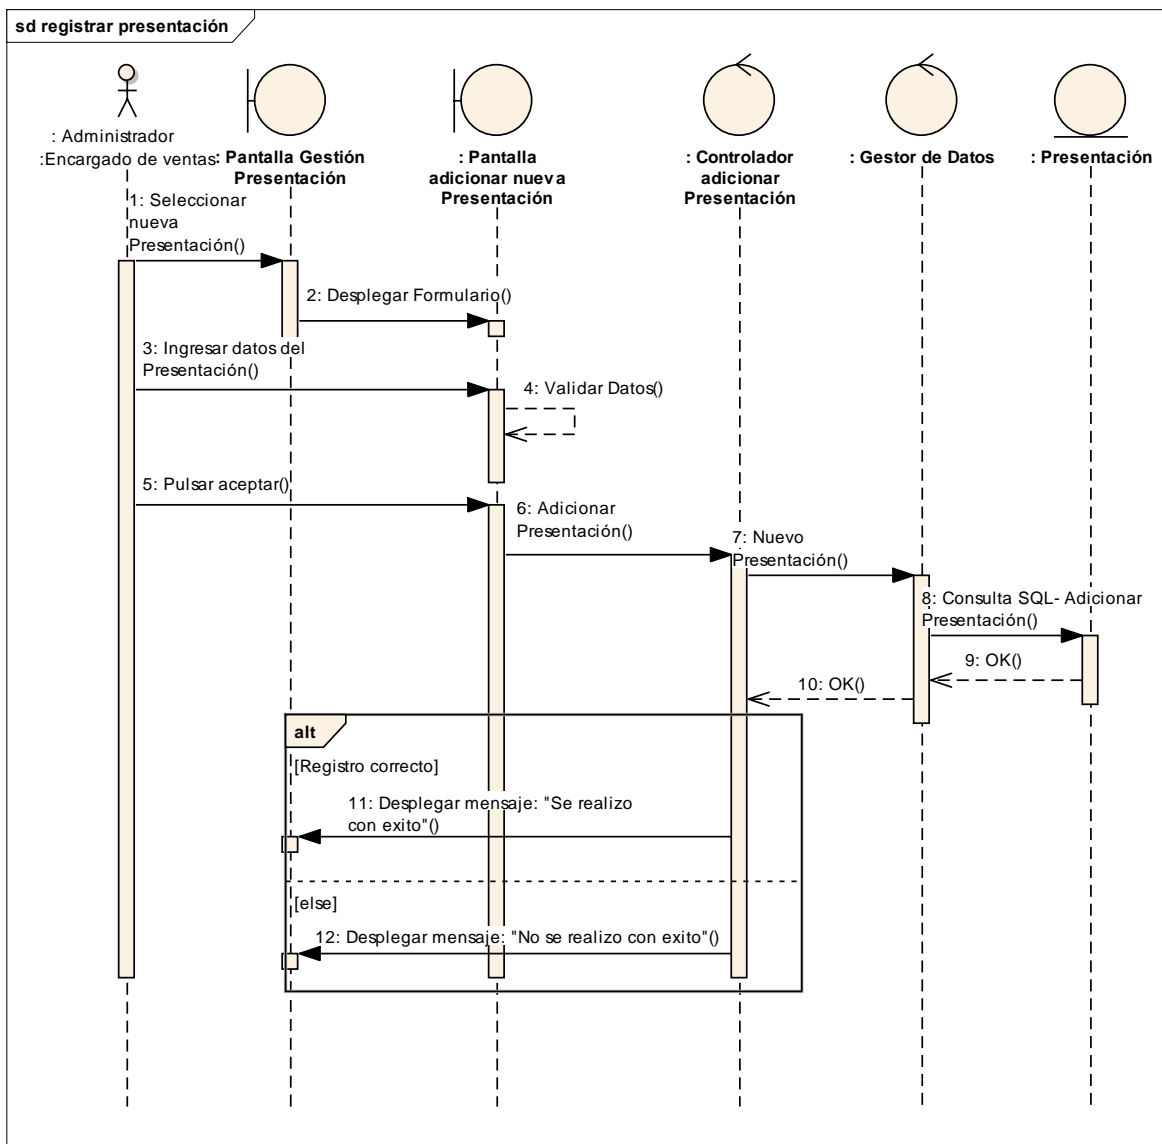 sd registrar presentación
: Administrador
:Encargado de ventas
: Pantalla Gestión
Presentación
: Pantalla
adicionar nueva
Presentación
: Controlador
adicionar
Presentación
: Gestor de Datos
: Presentación
1: Seleccionar
nueva
Presentación()
2: Desplegar Formulario()
3: Ingresar datos del
Presentación()
4: Validar Datos()
5: Pulsar aceptar()
6: Adicionar
Presentación()
7: Nuevo
Presentación()
8: Consulta SQL- Adicionar
Presentación()
9: OK()
10: OK()
alt
[Registro correcto]
11: Desplegar mensaje: "Se realizo
con exito"()
[else]
12: Desplegar mensaje: "No se realizo con exito"()